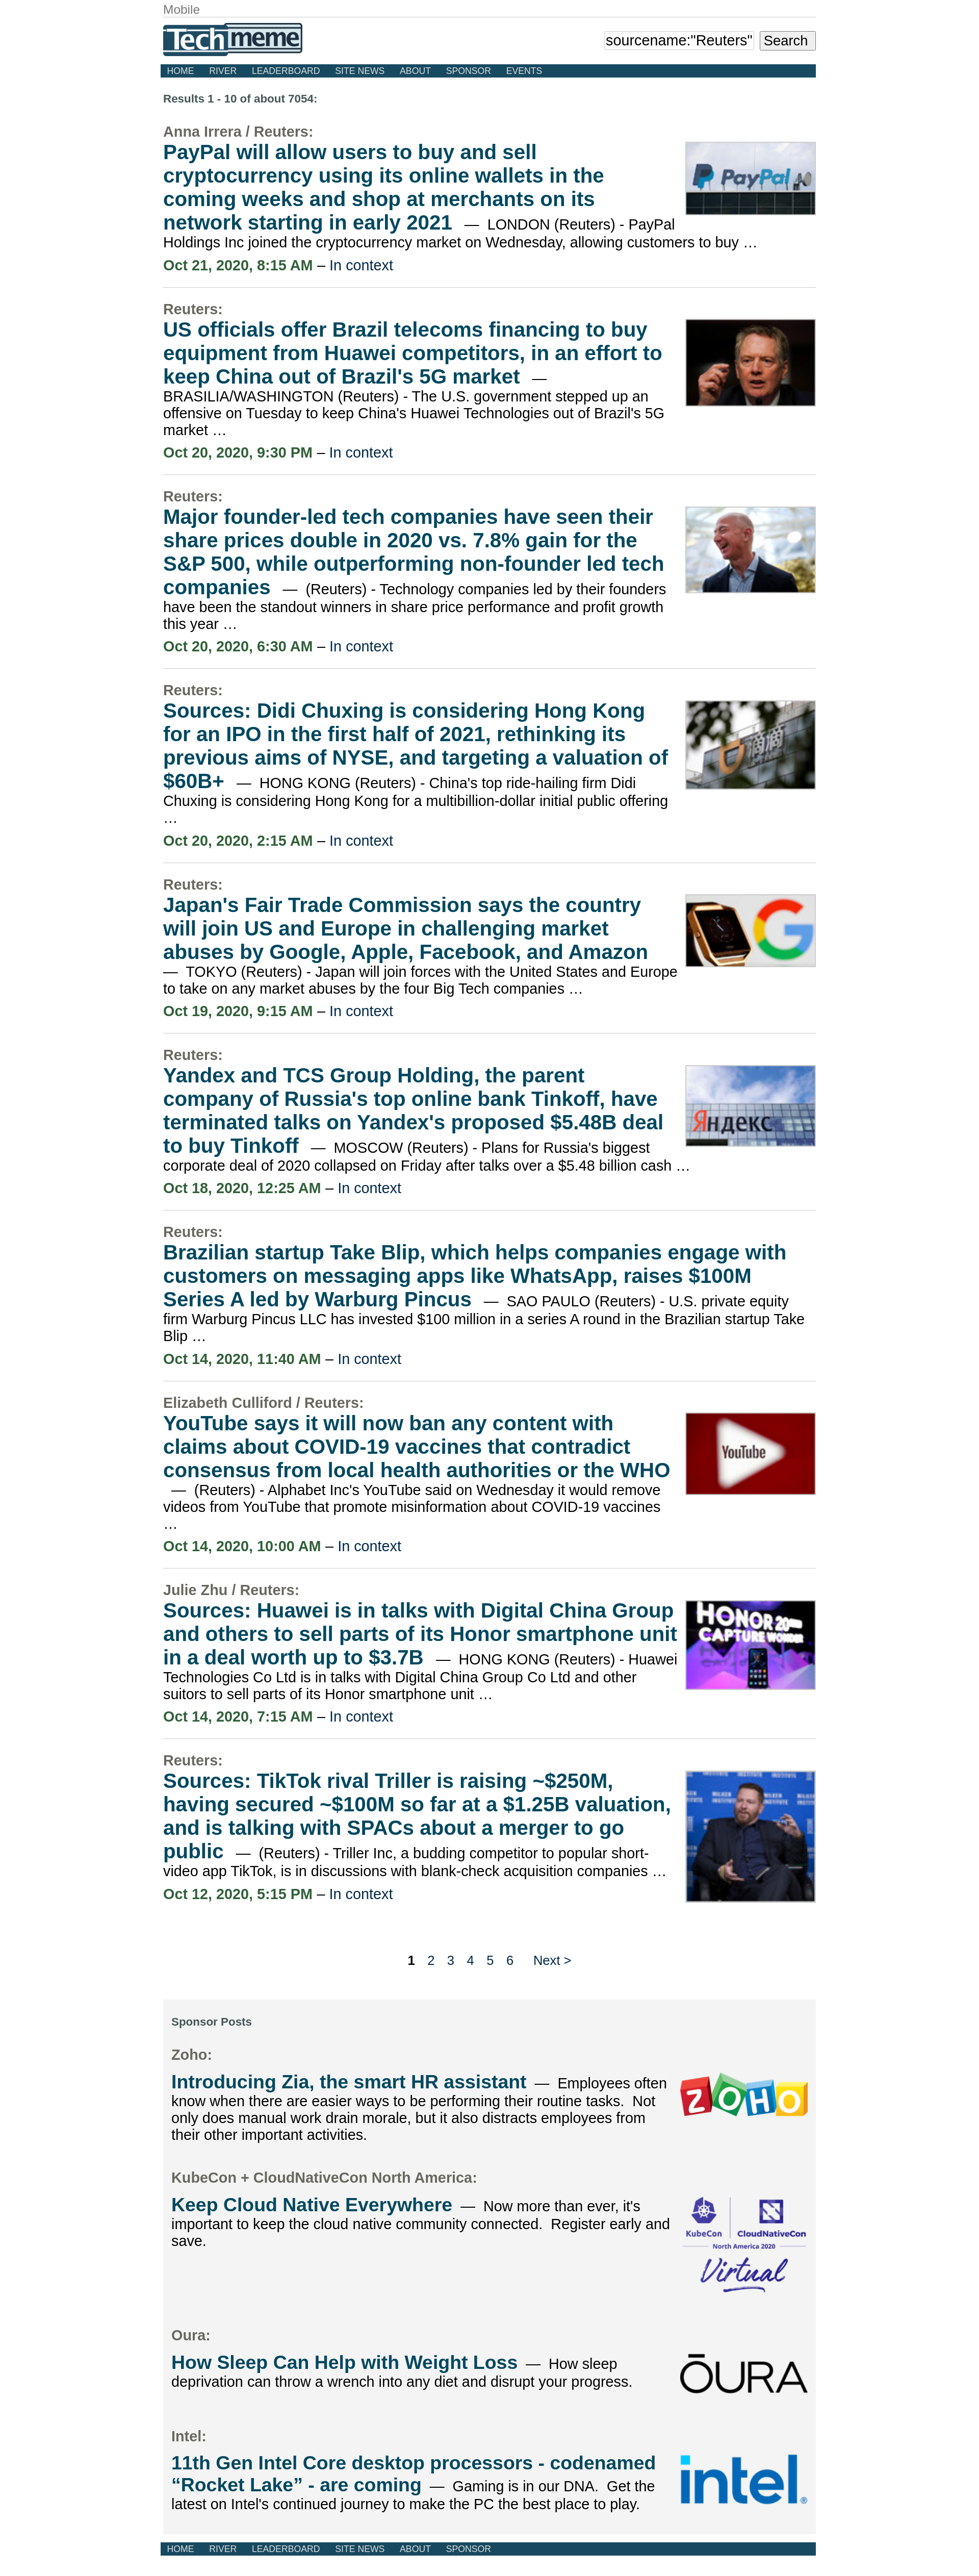 Mobile
Techmeme
sourcename:"Reuters" Search
HOME RIVER LEADERBOARD SITE NEWS ABOUT SPONSOR EVENTS
Results 1 - 10 of about 7054:
Anna Irrera / Reuters:
PayPal will allow users to buy and sell
cryptocurrency using its online wallets in the
coming weeks and shop at merchants on its
network starting in early 2021 — LONDON (Reuters) - PayPal
Holdings Inc joined the cryptocurrency market on Wednesday, allowing customers to buy …
PayPal
Oct 21, 2020, 8:15 AM – In context
Reuters:
US officials offer Brazil telecoms financing to buy
equipment from Huawei competitors, in an effort to
keep China out of Brazil's 5G market —
BRASILIA/WASHINGTON (Reuters) - The U.S. government stepped up an
offensive on Tuesday to keep China's Huawei Technologies out of Brazil's 5G
market …
Oct 20, 2020, 9:30 PM – In context
Reuters:
Major founder-led tech companies have seen their
share prices double in 2020 vs. 7.8% gain for the
S&P 500, while outperforming non-founder led tech
companies — (Reuters) - Technology companies led by their founders
have been the standout winners in share price performance and profit growth
this year …
Oct 20, 2020, 6:30 AM – In context
Reuters:
Sources: Didi Chuxing is considering Hong Kong
for an IPO in the first half of 2021, rethinking its
previous aims of NYSE, and targeting a valuation of
$60B+ — HONG KONG (Reuters) - China's top ride-hailing firm Didi
Chuxing is considering Hong Kong for a multibillion-dollar initial public offering
…
Oct 20, 2020, 2:15 AM – In context
Reuters:
Japan's Fair Trade Commission says the country
will join US and Europe in challenging market
abuses by Google, Apple, Facebook, and Amazon
— TOKYO (Reuters) - Japan will join forces with the United States and Europe
to take on any market abuses by the four Big Tech companies …
G
Oct 19, 2020, 9:15 AM – In context
Reuters:
Yandex and TCS Group Holding, the parent
company of Russia's top online bank Tinkoff, have
terminated talks on Yandex's proposed $5.48B deal
to buy Tinkoff — MOSCOW (Reuters) - Plans for Russia's biggest
corporate deal of 2020 collapsed on Friday after talks over a $5.48 billion cash …
Яндекс
Oct 18, 2020, 12:25 AM – In context
Reuters:
Brazilian startup Take Blip, which helps companies engage with
customers on messaging apps like WhatsApp, raises $100M
Series A led by Warburg Pincus — SAO PAULO (Reuters) - U.S. private equity
firm Warburg Pincus LLC has invested $100 million in a series A round in the Brazilian startup Take
Blip …
Oct 14, 2020, 11:40 AM – In context
Elizabeth Culliford / Reuters:
YouTube says it will now ban any content with
claims about COVID-19 vaccines that contradict
consensus from local health authorities or the WHO
— (Reuters) - Alphabet Inc's YouTube said on Wednesday it would remove
videos from YouTube that promote misinformation about COVID-19 vaccines
…
YouTube
Oct 14, 2020, 10:00 AM – In context
Julie Zhu / Reuters:
Sources: Huawei is in talks with Digital China Group
and others to sell parts of its Honor smartphone unit
in a deal worth up to $3.7B — HONG KONG (Reuters) - Huawei
Technologies Co Ltd is in talks with Digital China Group Co Ltd and other
suitors to sell parts of its Honor smartphone unit …
HONOR 20
CAPTURE WONDER
Oct 14, 2020, 7:15 AM – In context
Reuters:
Sources: TikTok rival Triller is raising ~$250M,
having secured ~$100M so far at a $1.25B valuation,
and is talking with SPACs about a merger to go
public — (Reuters) - Triller Inc, a budding competitor to popular short-
video app TikTok, is in discussions with blank-check acquisition companies …
Oct 12, 2020, 5:15 PM – In context
1 2 3 4 5 6 Next >
Sponsor Posts
Zoho:
Introducing Zia, the smart HR assistant — Employees often
know when there are easier ways to be performing their routine tasks. Not
only does manual work drain morale, but it also distracts employees from
their other important activities.
ZOHO
KubeCon + CloudNativeCon North America:
Keep Cloud Native Everywhere — Now more than ever, it's
important to keep the cloud native community connected. Register early and
save.
KubeCon CloudNativeCon
North America 2020
Virtual
Oura:
How Sleep Can Help with Weight Loss — How sleep
deprivation can throw a wrench into any diet and disrupt your progress.
ŌURA
Intel:
11th Gen Intel Core desktop processors - codenamed
“Rocket Lake” - are coming — Gaming is in our DNA. Get the
latest on Intel's continued journey to make the PC the best place to play.
intel®
HOME RIVER LEADERBOARD SITE NEWS ABOUT SPONSOR